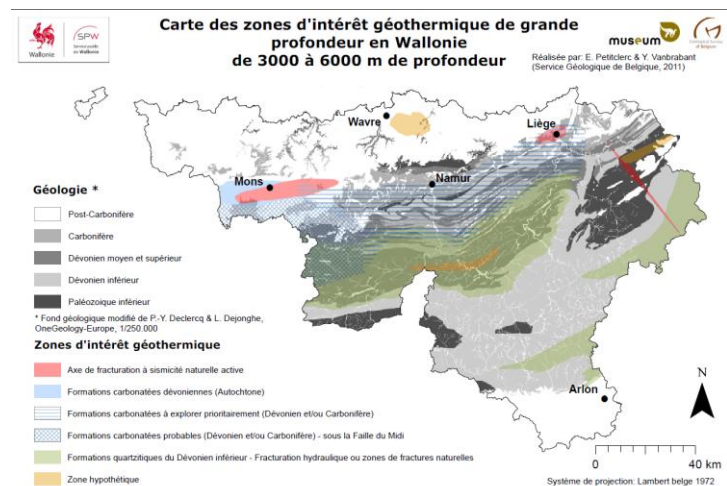 Wallonie
SPW
Service public
de Wallonie
Carte des zones d'intérêt géothermique de grande
profondeur en Wallonie
de 3000 à 6000 m de profondeur
museum
Réalisée par: E. Petitclerc & Y. Vanbrabant
(Service Géologique de Belgique, 2011)
Wavre
Liège
Mons
Namur
Arlon
Géologie *
Post-Carbonifère
Carbonifère
Dévonien moyen et supérieur
Dévonien inférieur
Paléozoique inférieur
* Fond géologique modifié de P.-Y. Declercq & L. Dejonghe,
OneGeology-Europe, 1/250.000
Zones d'intérêt géothermique
Axe de fracturation à sismicité naturelle active
Formations carbonatées dévoniennes (Autochtone)
Formations carbonatées à explorer prioritairement (Dévonien et/ou Carbonifère)
Formations carbonatées probables (Dévonien et/ou Carbonifère) - sous la Faille du Midi
Formations quartzitiques du Dévonien inférieur - Fracturation hydraulique ou zones de fractures naturelles
Zone hypothétique
N
0 40 km
Système de projection: Lambert belge 1972